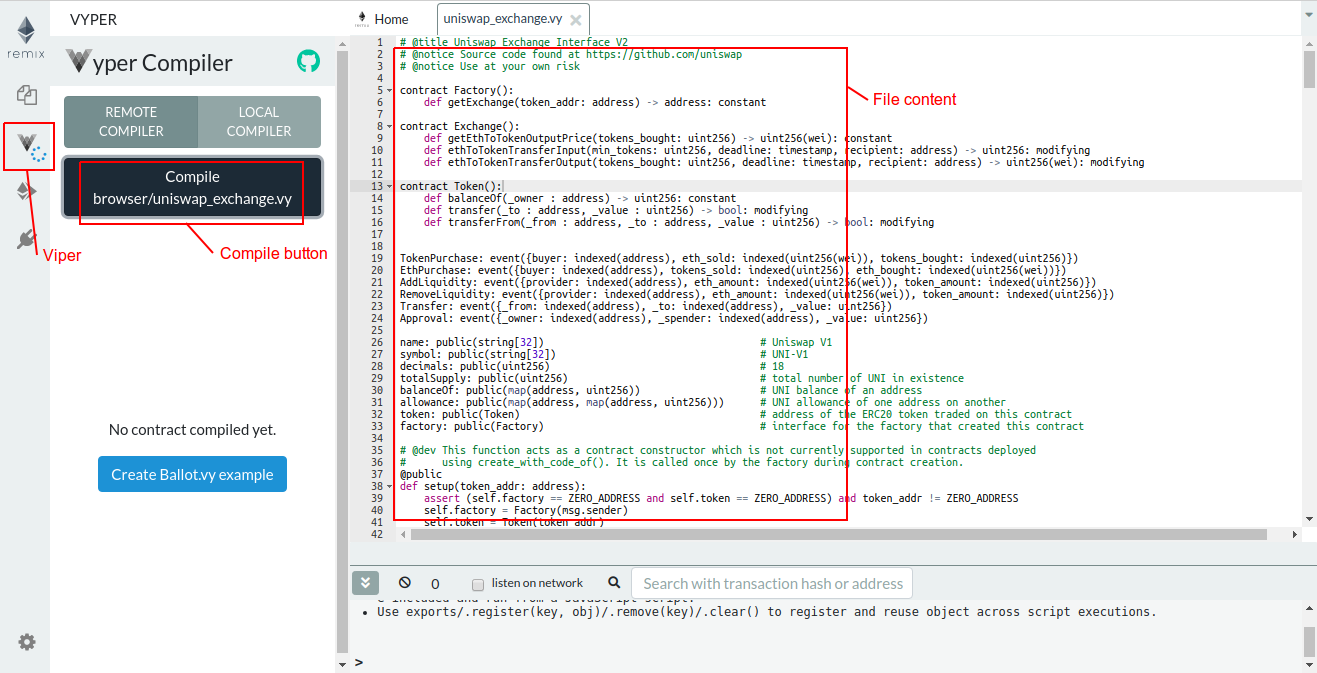 remix
VYPER
yper Compiler
REMOTE
COMPILER
LOCAL
COMPILER
Compile
browser/uniswap_exchange.vy
Viper
Compile button
No contract compiled yet.
Create Ballot.vy example
Home
uniswap_exchange.vy
File content
1 # @title Uniswap Exchange Interface V2
2 # @notice Source code found at https://github.com/uniswap
3 # @notice Use at your own risk
4
5 contract Factory():
6     def getExchange(token_addr: address) -> address: constant
7
8 contract Exchange():
9     def getEthToTokenOutputPrice(tokens_bought: uint256) -> uint256(wei): constant
10     def ethToTokenTransferInput(min_tokens: uint256, deadline: timestamp, recipient: address) -> uint256: modifying
11     def ethToTokenTransferOutput(tokens_bought: uint256, deadline: timestamp, recipient: address) -> uint256(wei): modifying
12
13 contract Token():
14     def balanceOf(_owner : address) -> uint256: constant
15     def transfer(_to : address, _value : uint256) -> bool: modifying
16     def transferFrom(_from : address, _to : address, _value : uint256) -> bool: modifying
17
18
19 TokenPurchase: event({buyer: indexed(address), eth_sold: indexed(uint256(wei)), tokens_bought: indexed(uint256)})
20 EthPurchase: event({buyer: indexed(address), tokens_sold: indexed(uint256), eth_bought: indexed(uint256(wei))})
21 AddLiquidity: event({provider: indexed(address), eth_amount: indexed(uint256(wei)), token_amount: indexed(uint256)})
22 RemoveLiquidity: event({provider: indexed(address), eth_amount: indexed(uint256(wei)), token_amount: indexed(uint256)})
23 Transfer: event({_from: indexed(address), _to: indexed(address), _value: uint256})
24 Approval: event({_owner: indexed(address), _spender: indexed(address), _value: uint256})
25
26 name: public(string[32]) # Uniswap V1
27 symbol: public(string[32]) # UNI-V1
28 decimals: public(uint256) # 18
29 totalSupply: public(uint256) # total number of UNI in existence
30 balanceOf: public(map(address, uint256)) # UNI balance of an address
31 allowance: public(map(address, map(address, uint256))) # UNI allowance of one address on another
32 token: public(Token) # address of the ERC20 token traded on this contract
33 factory: public(Factory) # interface for the factory that created this contract
34
35 # @dev This function acts as a contract constructor which is not currently supported in contracts deployed
36 #      using create_with_code_of(). It is called once by the factory during contract creation.
37 @public
38 def setup(token_addr: address):
39     assert (self.factory == ZERO_ADDRESS and self.token == ZERO_ADDRESS) and token_addr != ZERO_ADDRESS
40     self.factory = Factory(msg.sender)
41     self.token = Token(token_addr)
42
0
listen on network
Search with transaction hash or address
e included and run from a JavaScript script.
• Use exports/.register(key, obj)/.remove(key)/.clear() to register and reuse object across script executions.
>